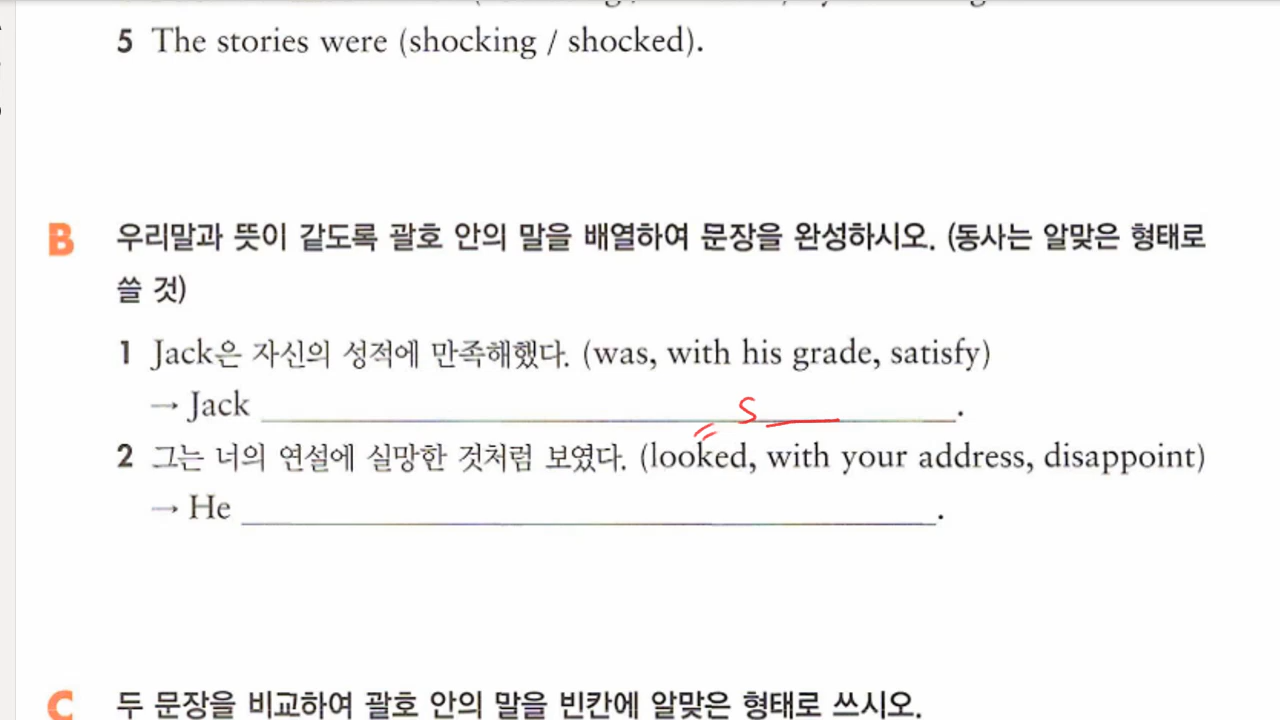 5 The stories were (shocking / shocked).
B 우리말과 뜻이 같도록 괄호 안의 말을 배열하여 문장을 완성하시오. (동사는 알맞은 형태로
쓸 것)
1 Jack은 자신의 성적에 만족해했다. (was, with his grade, satisfy)
→ Jack ____________ S ____.
2 그는 너의 연설에 실망한 것처럼 보였다. (looked, with your address, disappoint)
→ He ____________.
C 두 문장을 비교하여 괄호 안의 말을 빈칸에 알맞은 형태로 쓰시오.